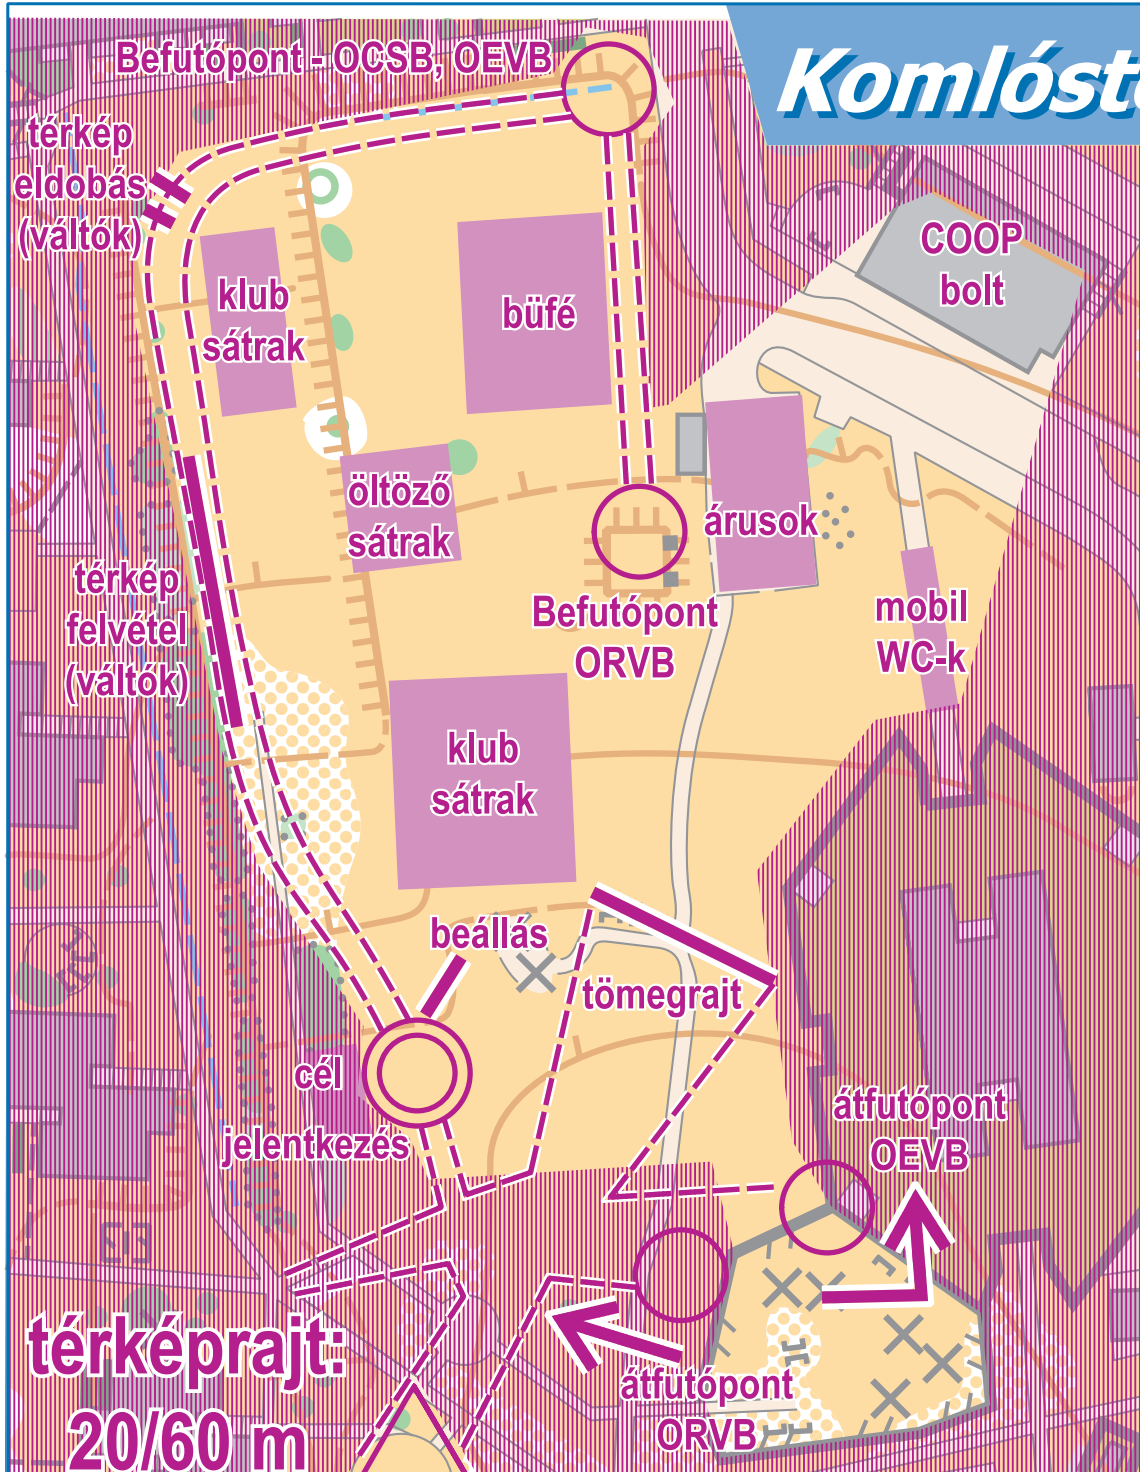 Befutópont - OCSB, OEVB
Komlóste
térkép
eldobás
(váltók)
COOP
bolt
klub
sátrak
büfé
öltöző
sátrak
árusok
térkép
felvétel
(váltók)
Befutópont
ORVB
mobil
WC-k
klub
sátrak
beállás
tömegrajt
cél
jelentkezés
átfutópont
OEVB
térképrajt:
20/60 m
átfutópont
ORVB